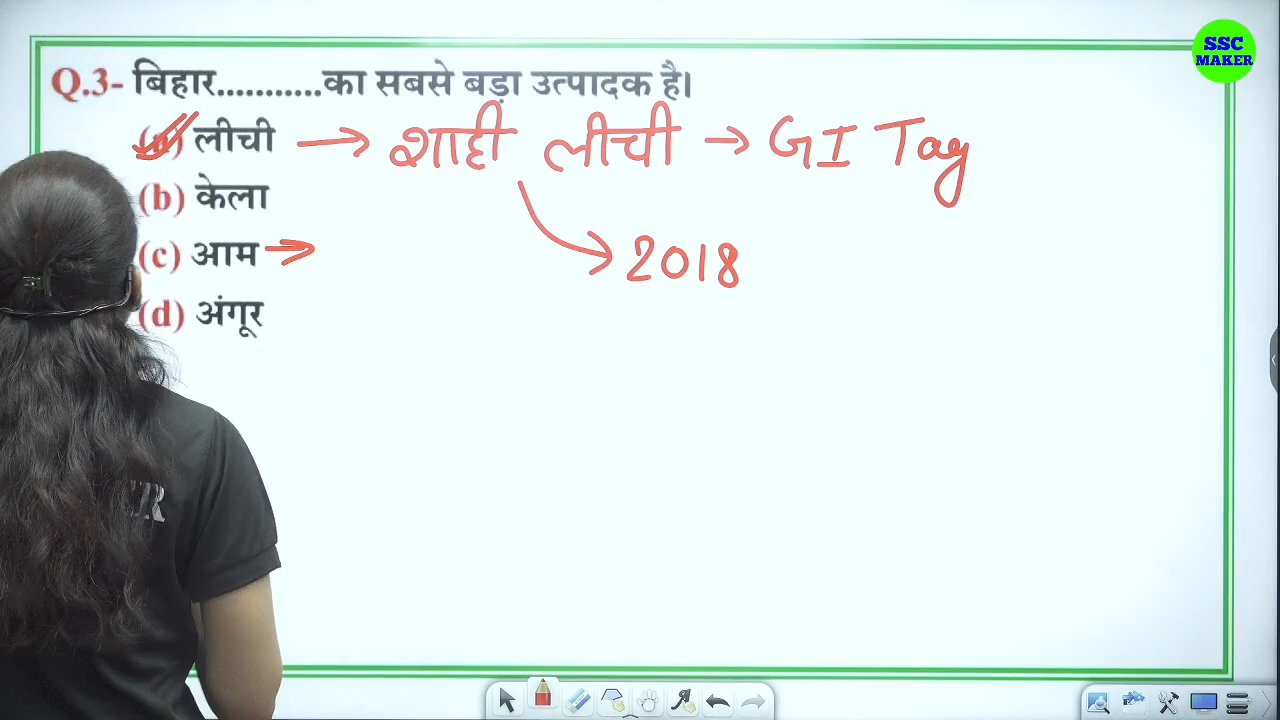 SSC
MAKER
Q.3- बिहार...........का सबसे बड़ा उत्पादक है।
(a) लीची → शाही लीची → GI Tag
(b) केला
→ 2018
(c) आम →
(d) अंगूर